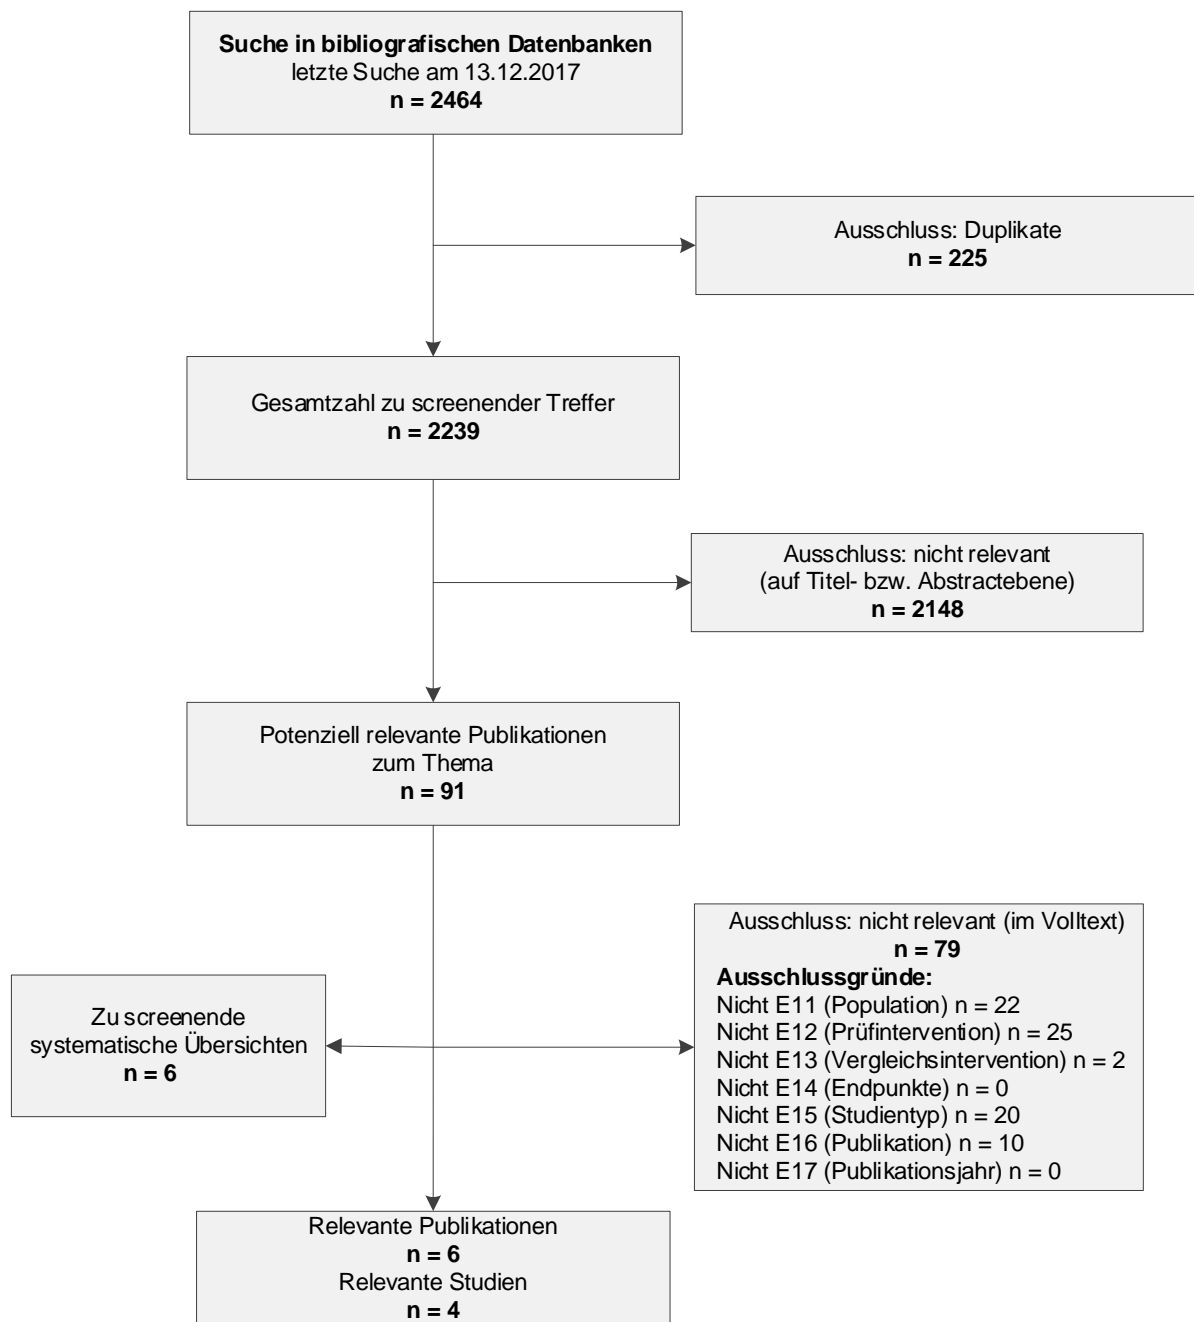 Suche in bibliografischen Datenbanken
letzte Suche am 13.12.2017
n = 2464
Ausschluss: Duplikate
n = 225
Gesamtzahl zu screenender Treffer
n = 2239
Ausschluss: nicht relevant
(auf Titel- bzw. Abstractebene)
n = 2148
Potenziell relevante Publikationen
zum Thema
n = 91
Zu screenende
systematische Übersichten
n = 6
Ausschluss: nicht relevant (im Volltext)
n = 79
Ausschlussgründe:
Nicht E11 (Population) n = 22
Nicht E12 (Prüfintervention) n = 25
Nicht E13 (Vergleichsintervention) n = 2
Nicht E14 (Endpunkte) n = 0
Nicht E15 (Studientyp) n = 20
Nicht E16 (Publikation) n = 10
Nicht E17 (Publikationsjahr) n = 0
Relevante Publikationen
n = 6
Relevante Studien
n = 4